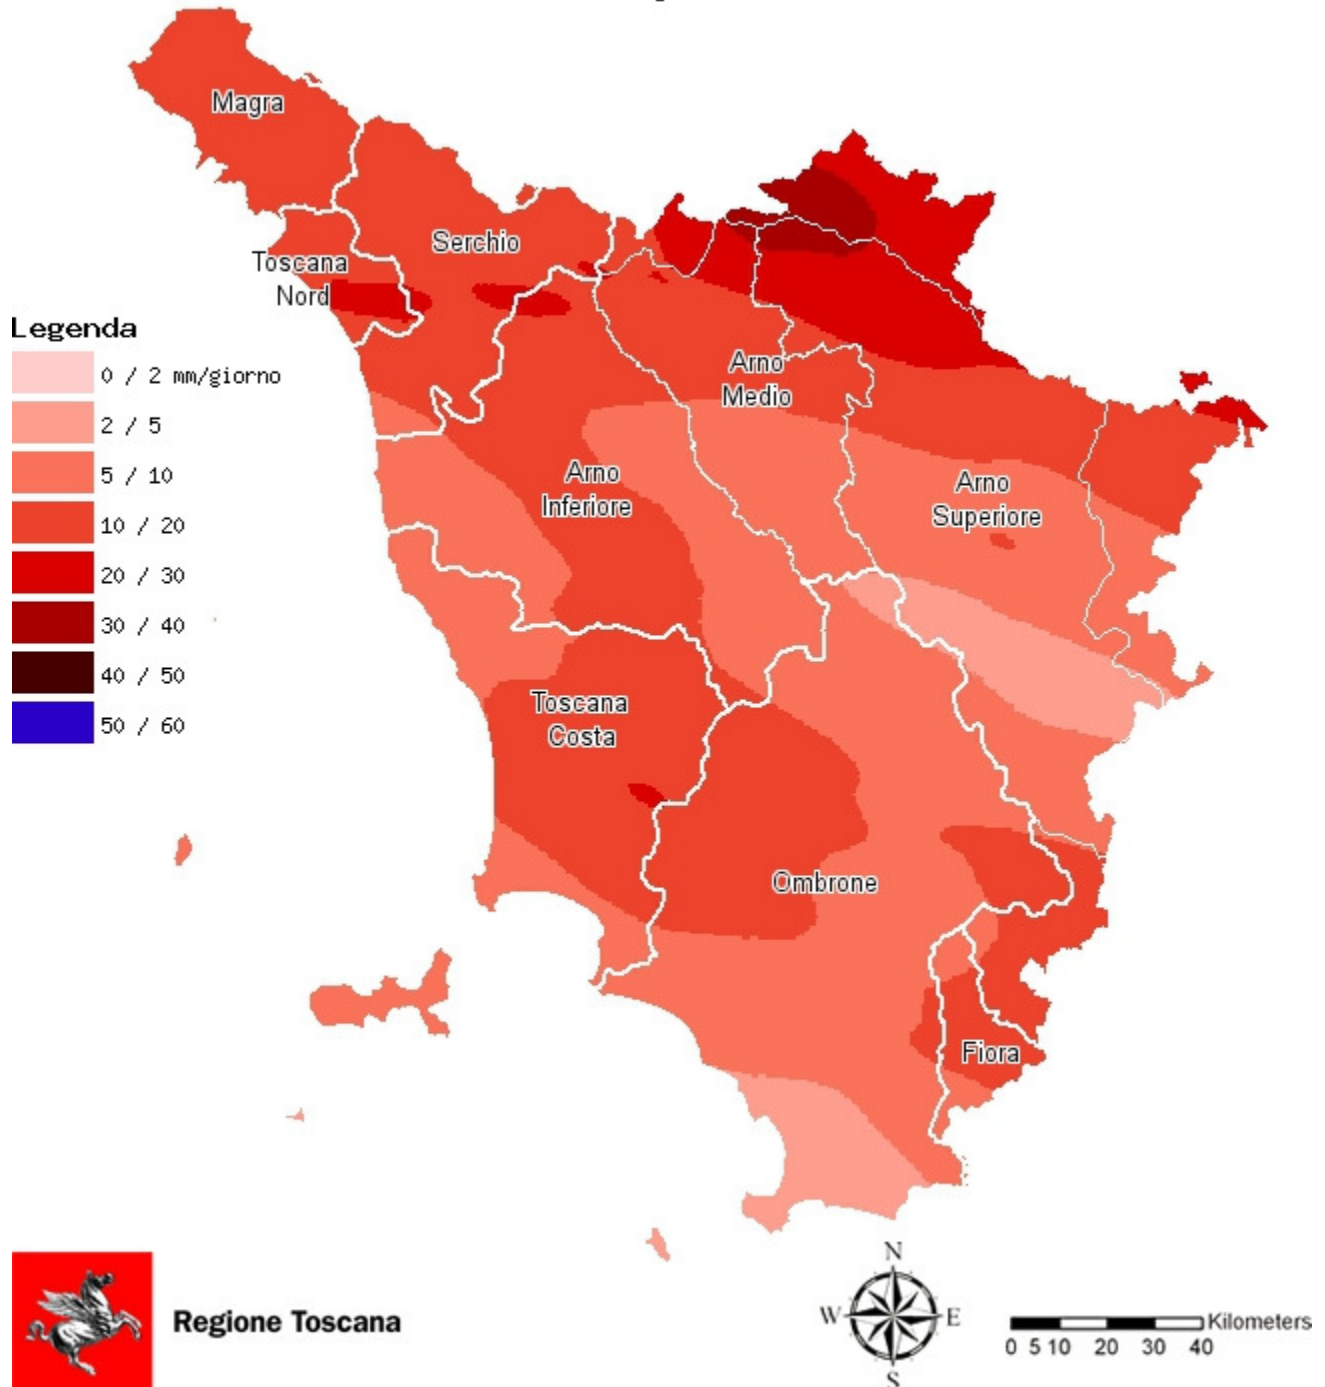 Magra
Serchio
Toscana
Nord
Legenda
0 / 2 mm/giorno
2 / 5
5 / 10
10 / 20
20 / 30
30 / 40
40 / 50
50 / 60
Arno
Medio
Arno
Inferiore
Arno
Superiore
Toscana
Costa
Ombrone
Fiora
Regione Toscana
N
W
E
S
Kilometers
0 5 10 20 30 40